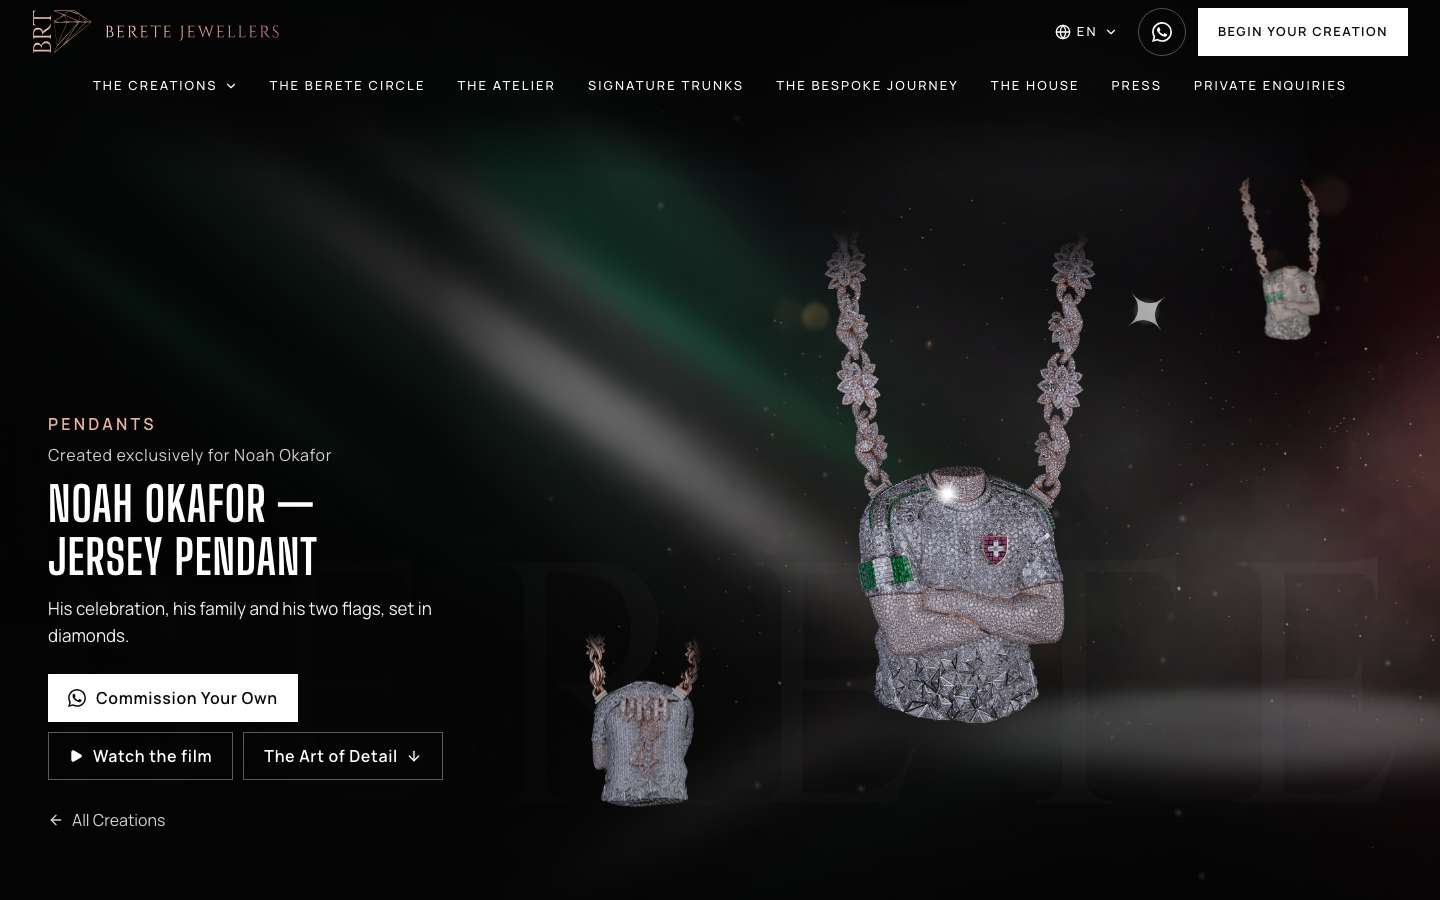 BRT
BERETE JEWELLERS
EN
BEGIN YOUR CREATION
THE CREATIONS
THE BERETE CIRCLE
THE ATELIER
SIGNATURE TRUNKS
THE BESPOKE JOURNEY
THE HOUSE
PRESS
PRIVATE ENQUIRIES
PENDANTS
Created exclusively for Noah Okafor
NOAH OKAFOR —
JERSEY PENDANT
His celebration, his family and his two flags, set in
diamonds.
Commission Your Own
Watch the film
The Art of Detail
All Creations